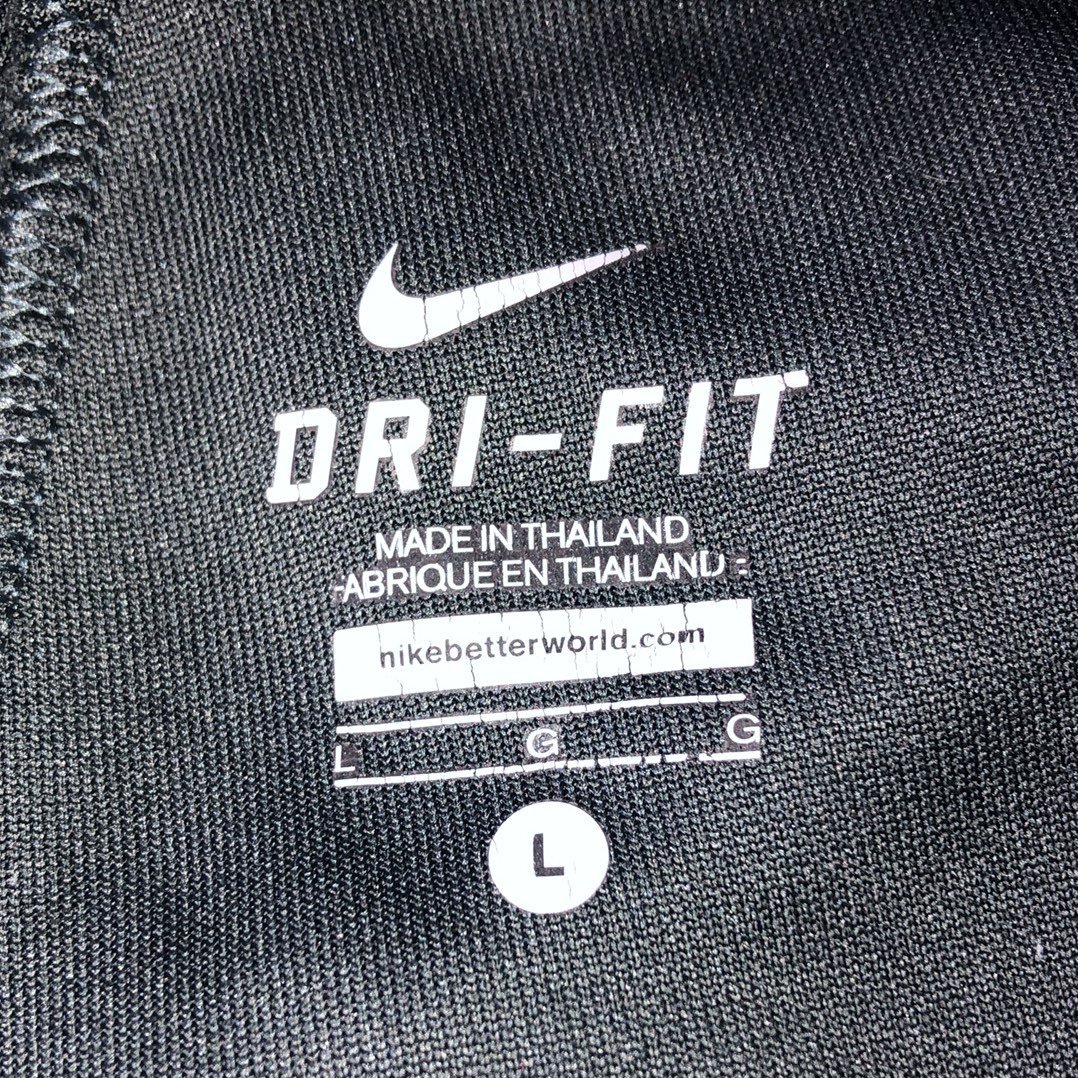 DRI-FIT
MADE IN THAILAND
FABRIQUE EN THAILANDE
nikebetterworld.com
L G G
L